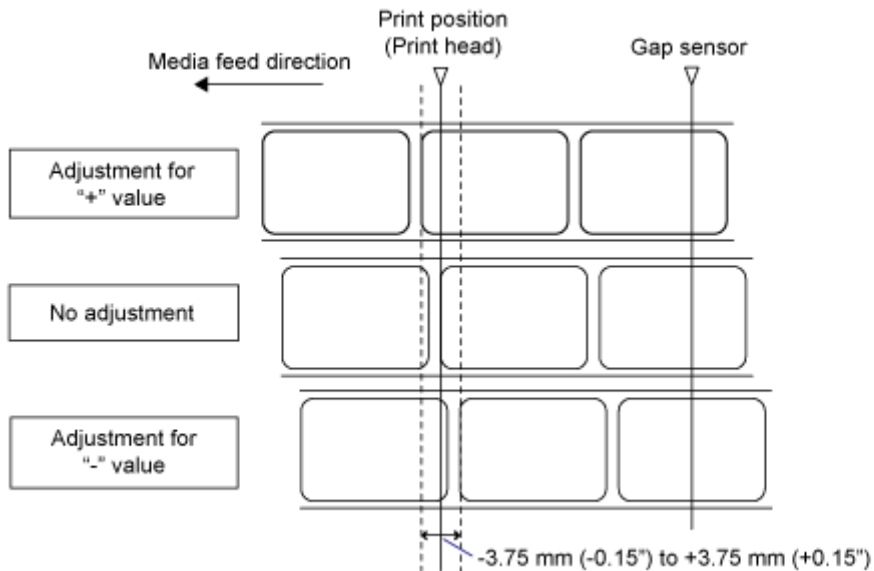 Print position
(Print head)
Gap sensor
Media feed direction
Adjustment for
“+” value
No adjustment
Adjustment for
“-” value
-3.75 mm (-0.15”) to +3.75 mm (+0.15”)